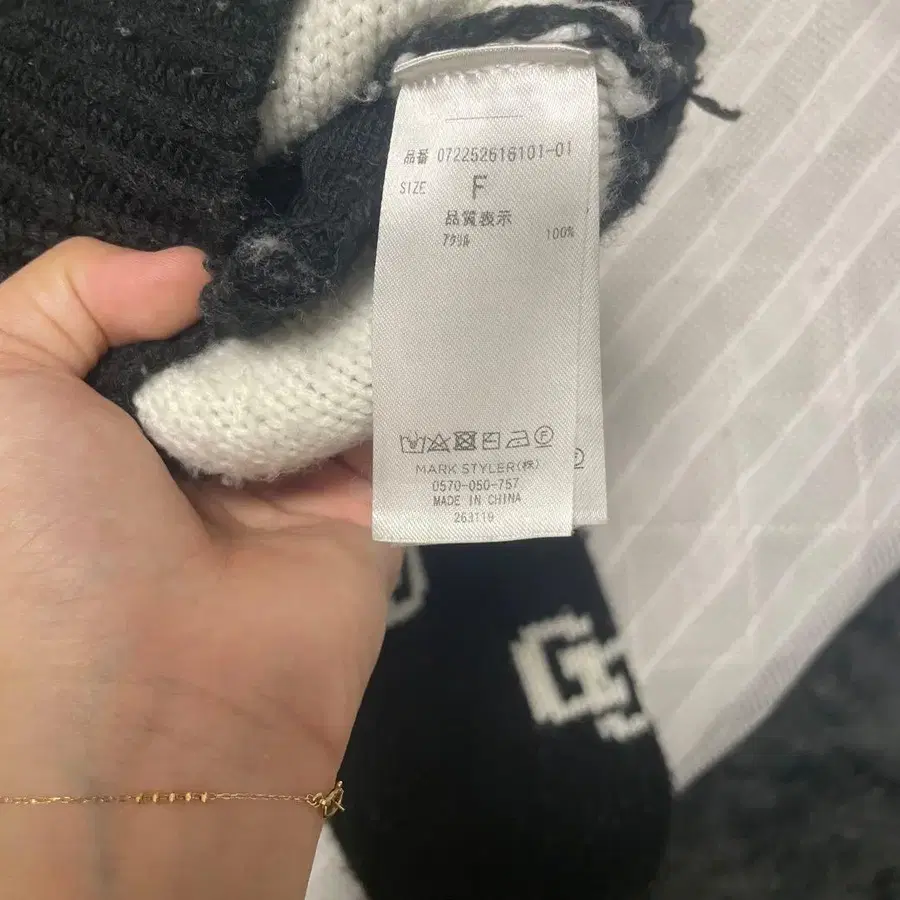 品番 072252616101-01
SIZE F
品質表示
アクリル 100%
MARK STYLER(株)
0570-050-757
MADE IN CHINA
263119